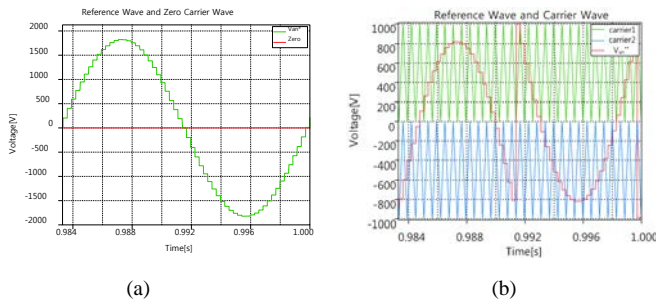 Reference Wave and Zero Carrier Wave
Van*
Zero
2000
1500
1000
500
0
-500
-1000
-1500
-2000
Voltage[V]
0.984
0.988
0.992
0.996
1.000
Time[s]
(a)
Reference Wave and Carrier Wave
carrier1
carrier2
1000
800
600
400
200
0
-200
-400
-600
-800
-1000
Voltage[V]
0.984
0.988
0.992
0.996
1.000
Time[s]
(b)